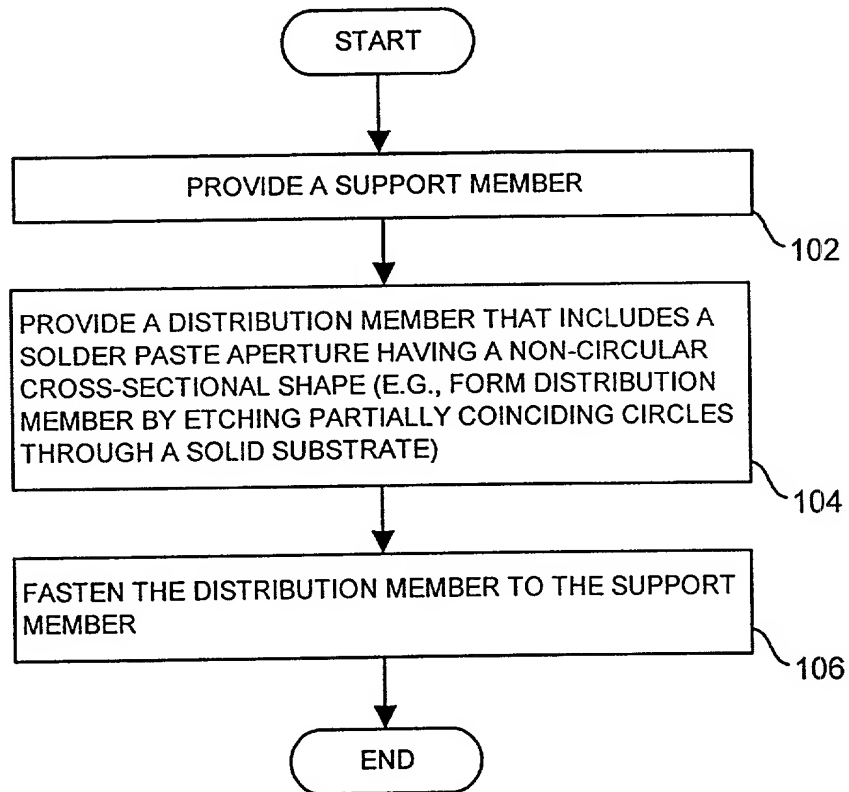 START
PROVIDE A SUPPORT MEMBER
102
PROVIDE A DISTRIBUTION MEMBER THAT INCLUDES A
SOLDER PASTE APERTURE HAVING A NON-CIRCULAR
CROSS-SECTIONAL SHAPE (E.G., FORM DISTRIBUTION
MEMBER BY ETCHING PARTIALLY COINCIDING CIRCLES
THROUGH A SOLID SUBSTRATE)
104
FASTEN THE DISTRIBUTION MEMBER TO THE SUPPORT
MEMBER
106
END